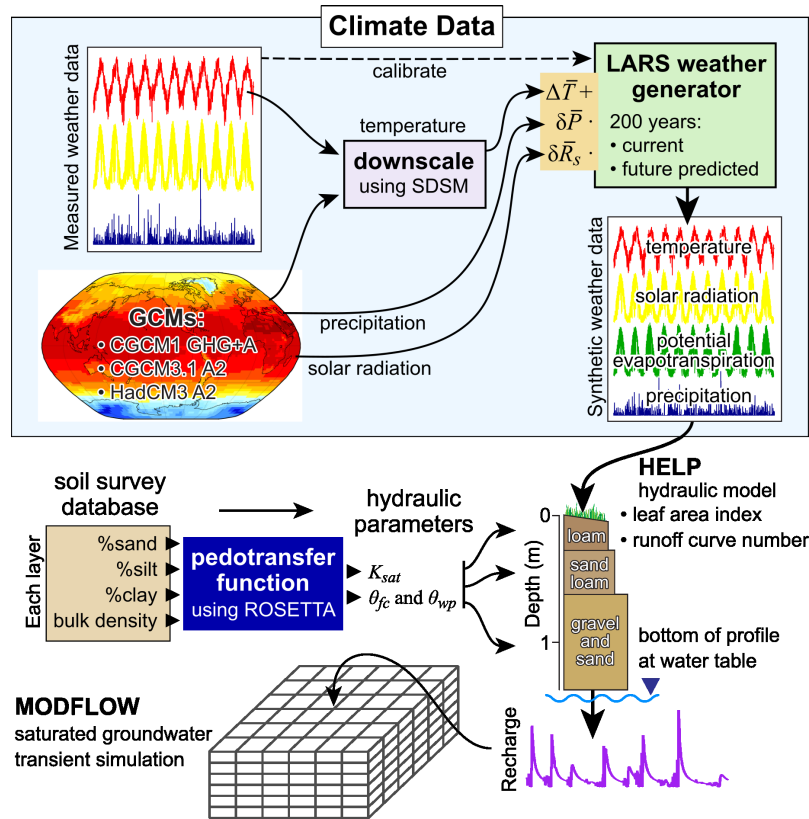 Climate Data
Measured weather data
calibrate
temperature
downscale
using SDSM
ΔT̄ +
δP̄ ·
δR̄s ·
LARS weather
generator
200 years:
• current
• future predicted
GCMs:
• CGCM1 GHG+A
• CGCM3.1 A2
• HadCM3 A2
precipitation
solar radiation
Synthetic weather data
temperature
solar radiation
potential
evapotranspiration
precipitation
HELP
hydraulic model
• leaf area index
• runoff curve number
soil survey
database
hydraulic
parameters
Each layer
%sand
%silt
%clay
bulk density
pedotransfer
function
using ROSETTA
Ksat
θfc and θwp
Depth (m)
0
1
loam
sand
loam
gravel
and
sand
bottom of profile
at water table
MODFLOW
saturated groundwater
transient simulation
Recharge